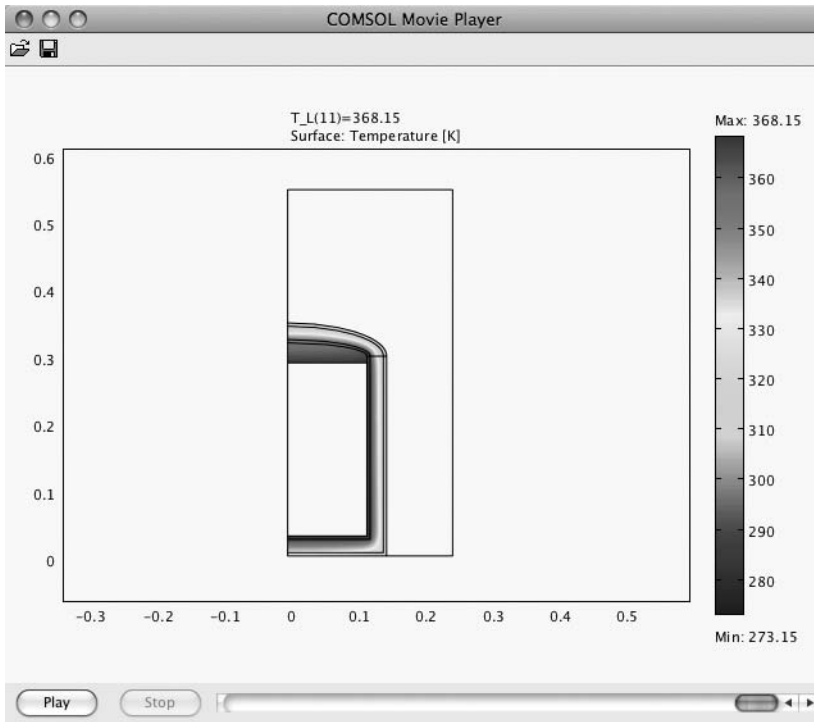 COMSOL Movie Player
T_L(11)=368.15
Surface: Temperature [K]
Max: 368.15
0.6
0.5
0.4
0.3
0.2
0.1
0
-0.3 -0.2 -0.1 0 0.1 0.2 0.3 0.4 0.5
360
350
340
330
320
310
300
290
280
Min: 273.15
Play Stop